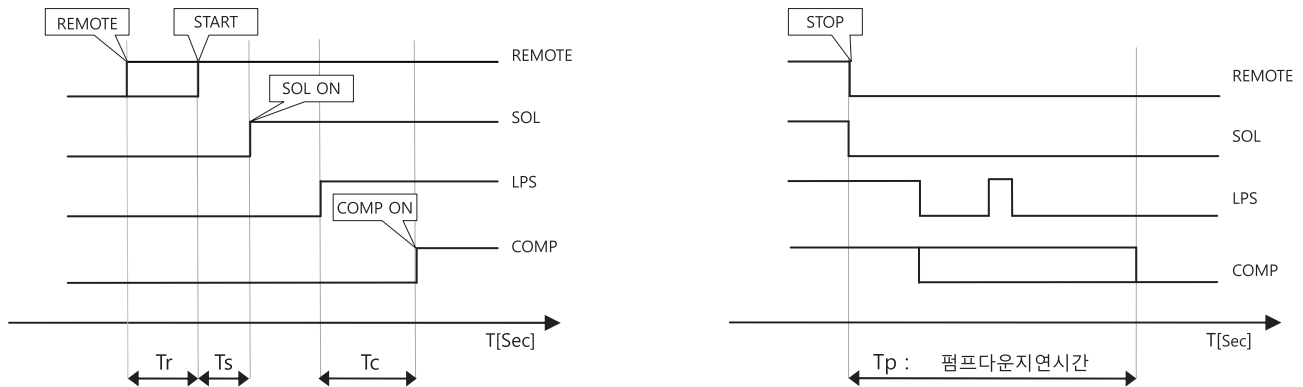 REMOTE
START
REMOTE
SOL ON
SOL
LPS
COMP ON
COMP
T[Sec]
Tr
Ts
Tc
STOP
REMOTE
SOL
LPS
COMP
T[Sec]
Tp : 펌프다운지연시간